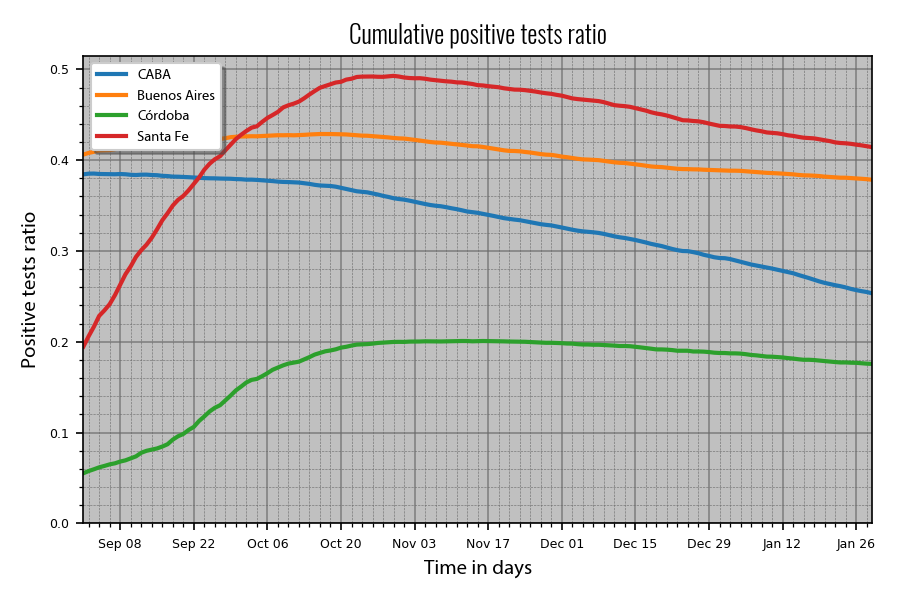 Cumulative positive tests ratio
CABA
Buenos Aires
Córdoba
Santa Fe
Positive tests ratio
0.5
0.4
0.3
0.2
0.1
0.0
Sep 08 Sep 22 Oct 06 Oct 20 Nov 03 Nov 17 Dec 01 Dec 15 Dec 29 Jan 12 Jan 26
Time in days